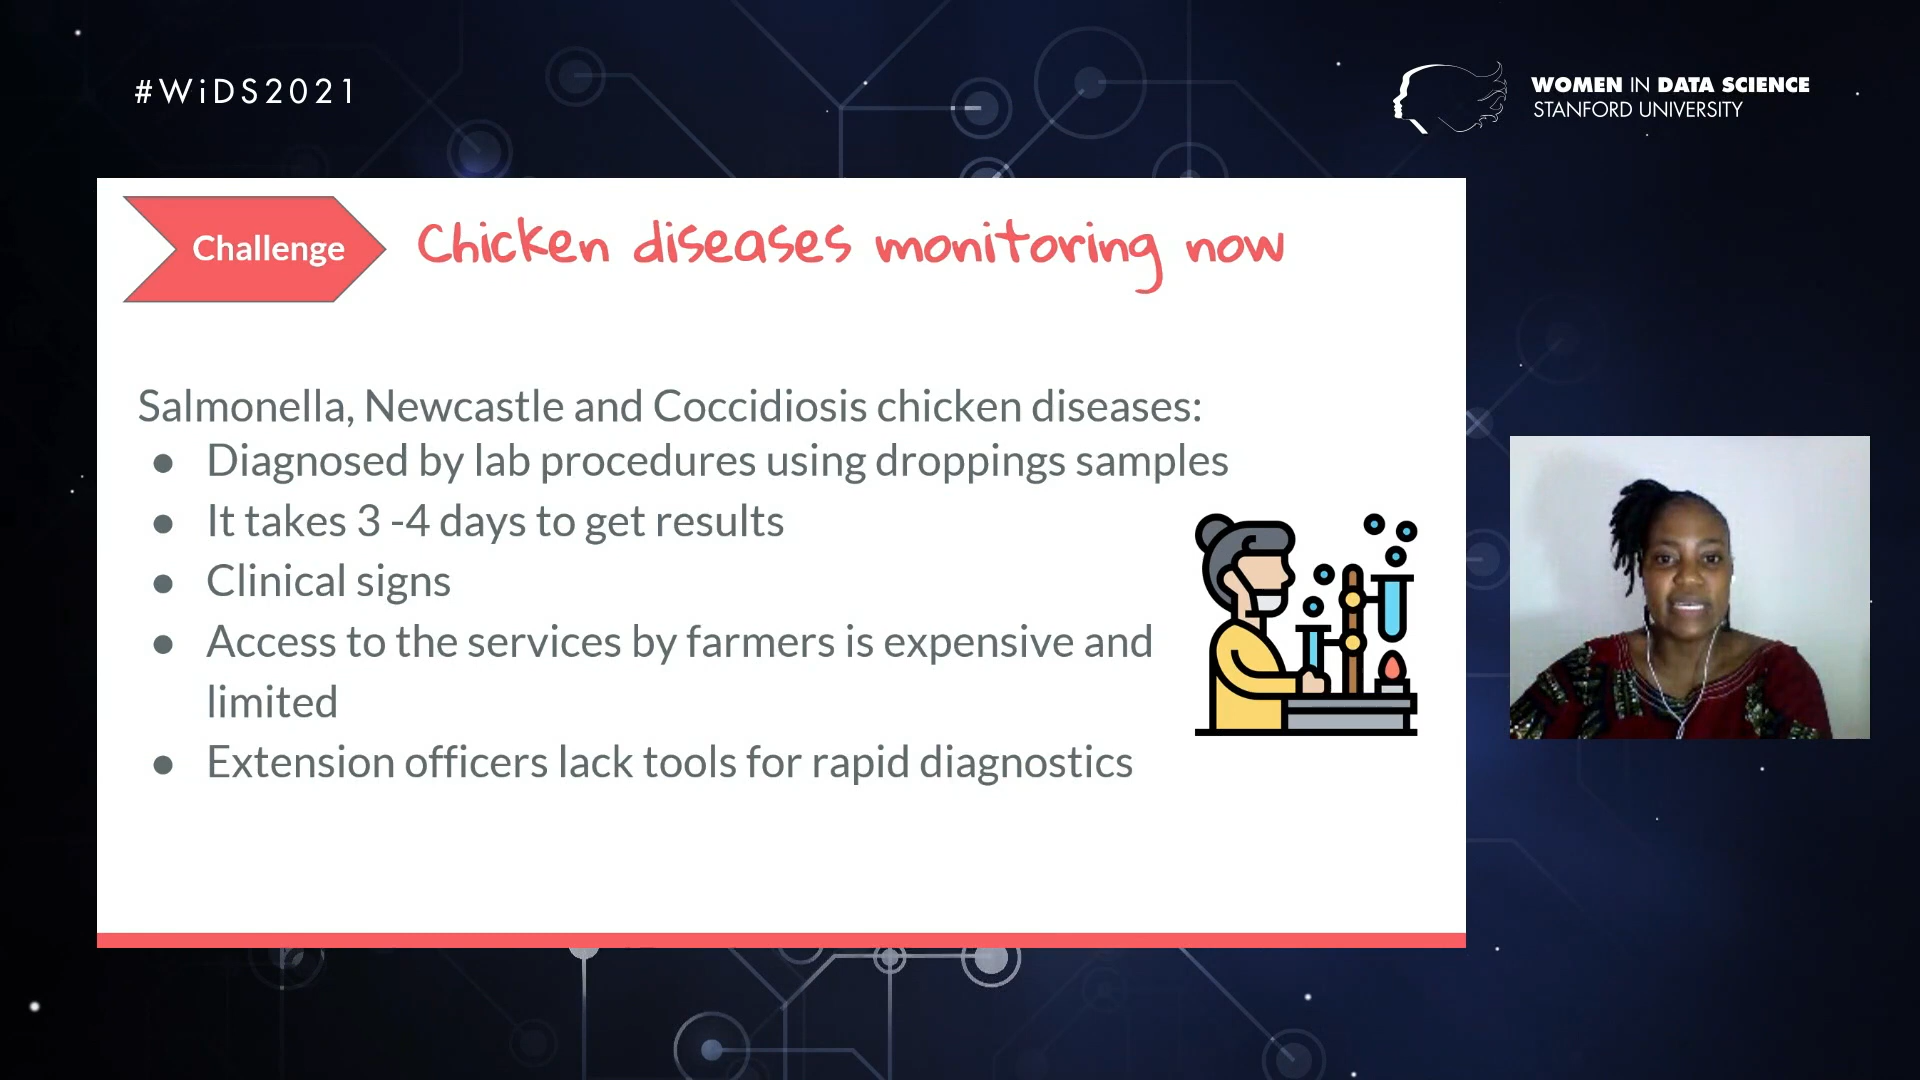 #WiDS2021
WOMEN IN DATA SCIENCE
STANFORD UNIVERSITY
Challenge
Chicken diseases monitoring now
Salmonella, Newcastle and Coccidiosis chicken diseases:
● Diagnosed by lab procedures using droppings samples
● It takes 3 -4 days to get results
● Clinical signs
● Access to the services by farmers is expensive and
limited
● Extension officers lack tools for rapid diagnostics